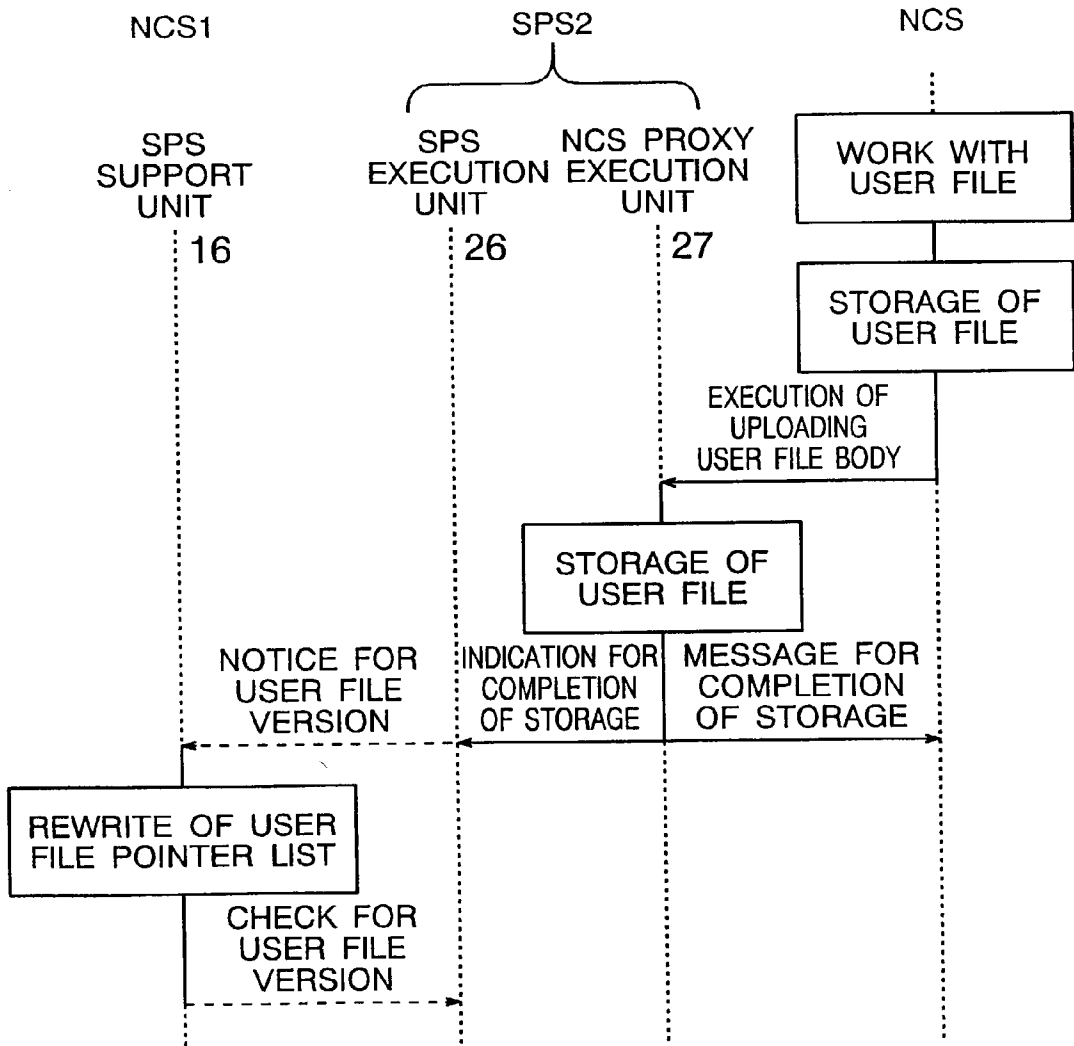 NCS1
SPS2
NCS
SPS
SUPPORT
UNIT
16
SPS
EXECUTION
UNIT
26
NCS PROXY
EXECUTION
UNIT
27
WORK WITH
USER FILE
STORAGE OF
USER FILE
EXECUTION OF
UPLOADING
USER FILE BODY
STORAGE OF
USER FILE
NOTICE FOR
USER FILE
VERSION
INDICATION FOR
COMPLETION
OF STORAGE
MESSAGE FOR
COMPLETION
OF STORAGE
REWRITE OF USER
FILE POINTER LIST
CHECK FOR
USER FILE
VERSION